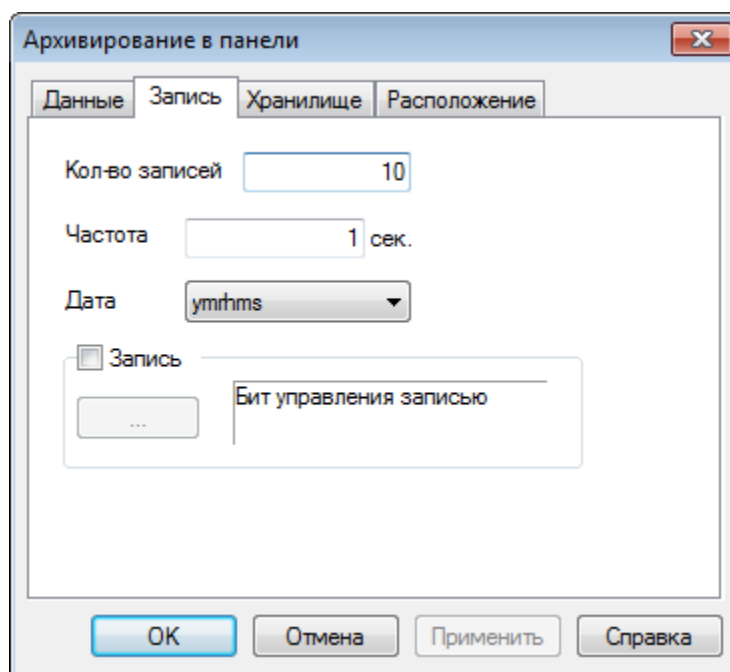 Архивирование в панели
Данные Запись Хранилище Расположение
Кол-во записей 10
Частота 1 сек.
Дата ymrhms
Запись
... Бит управления записью
OK Отмена Применить Справка